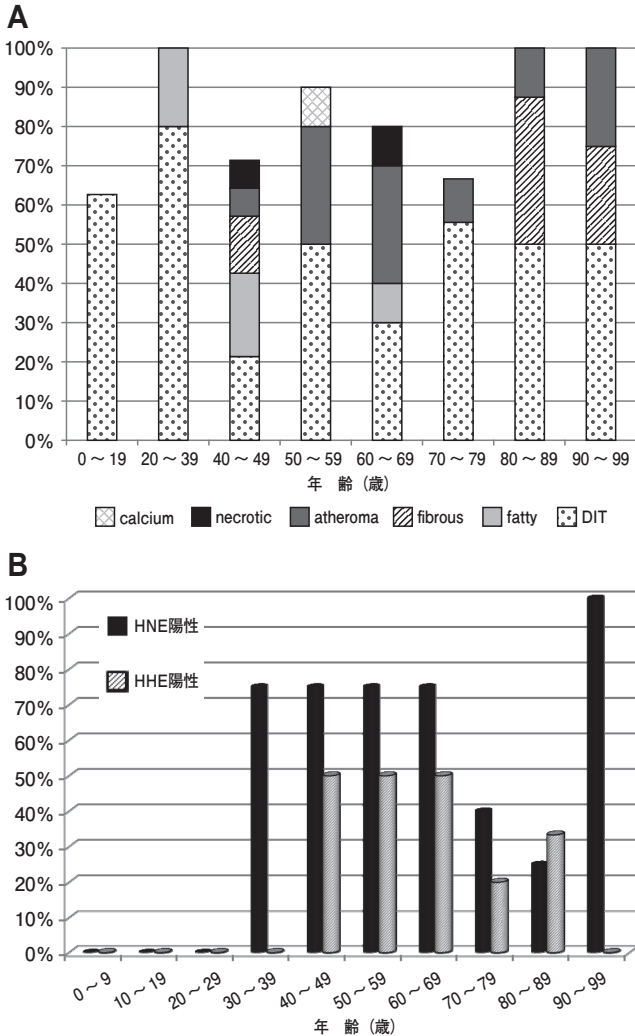 A
100%
90%
80%
70%
60%
50%
40%
30%
20%
10%
0%
0～19 20～39 40～49 50～59 60～69 70～79 80～89 90～99
年 齢（歳）
calcium necrotic atheroma fibrous fatty DIT
B
100%
90%
80%
70%
60%
50%
40%
30%
20%
10%
0%
HNE陽性
HHE陽性
0～9 10～19 20～29 30～39 40～49 50～59 60～69 70～79 80～89 90～99
年 齢（歳）